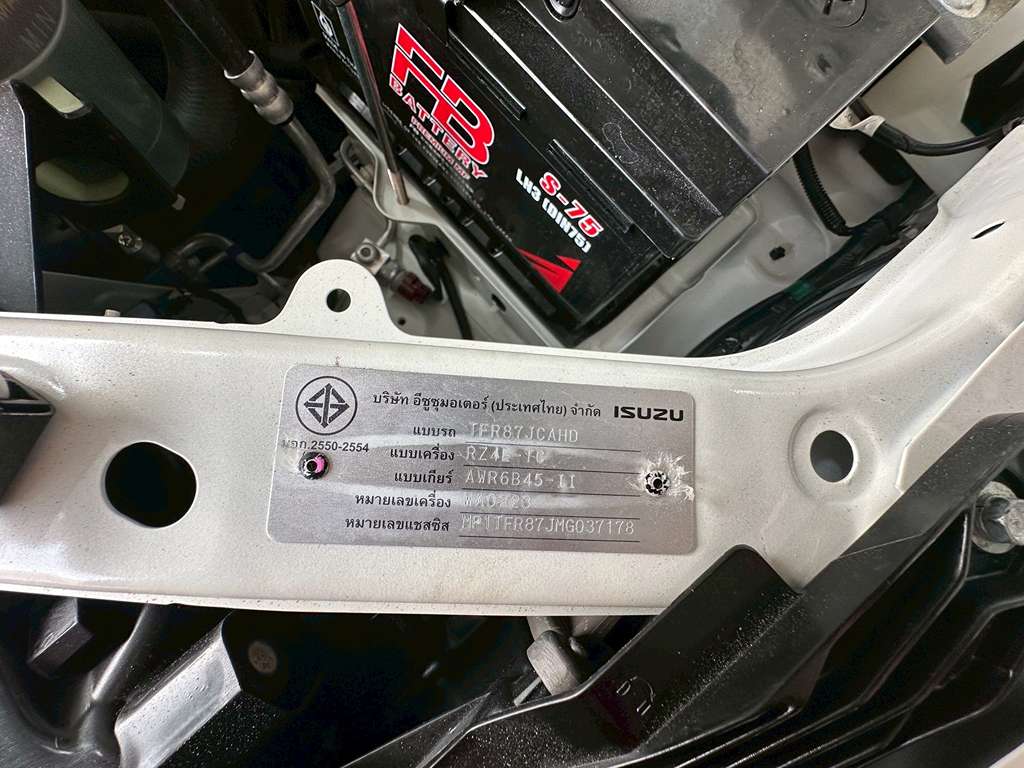 FB
BATTERY
PREMIUM MF
S-75
LH3 (DIN75)
บริษัท อีซูซุมอเตอร์ (ประเทศไทย) จำกัด ISUZU
มอก.2550-2554
แบบรถ TFR87JCAHD
แบบเครื่อง RZ4E-TC
แบบเกียร์ AWR6B45-II
หมายเลขเครื่อง
หมายเลขแชสซิส MP1TFR87JMG037178